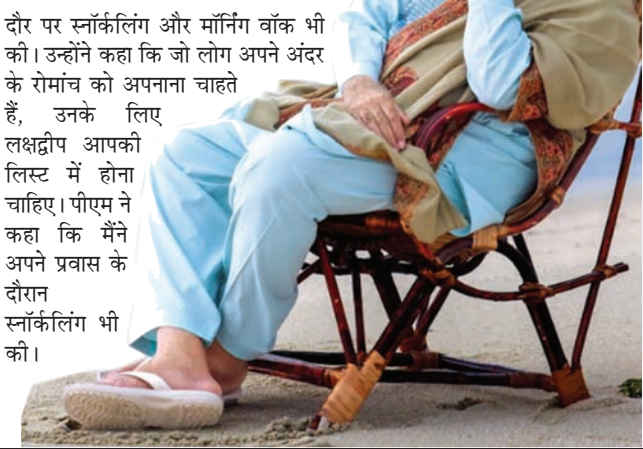 दौर पर स्नॉर्कलिंग और मॉर्निंग वॉक भी
की। उन्होंने कहा कि जो लोग अपने अंदर
के रोमांच को अपनाना चाहते
हैं, उनके लिए
लक्षद्वीप आपकी
लिस्ट में होना
चाहिए। पीएम ने
कहा कि मैंने
अपने प्रवास के
दौरान
स्नॉर्कलिंग भी
की।